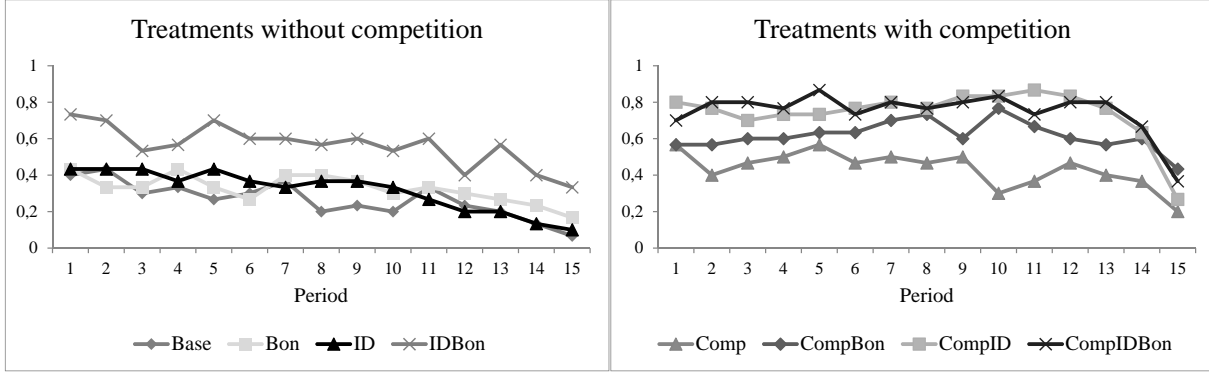 Treatments without competition
1
0,8
0,6
0,4
0,2
0
1 2 3 4 5 6 7 8 9 10 11 12 13 14 15
Period
Base Bon ID IDBon
Treatments with competition
1
0,8
0,6
0,4
0,2
0
1 2 3 4 5 6 7 8 9 10 11 12 13 14 15
Period
Comp CompBon CompID CompIDBon